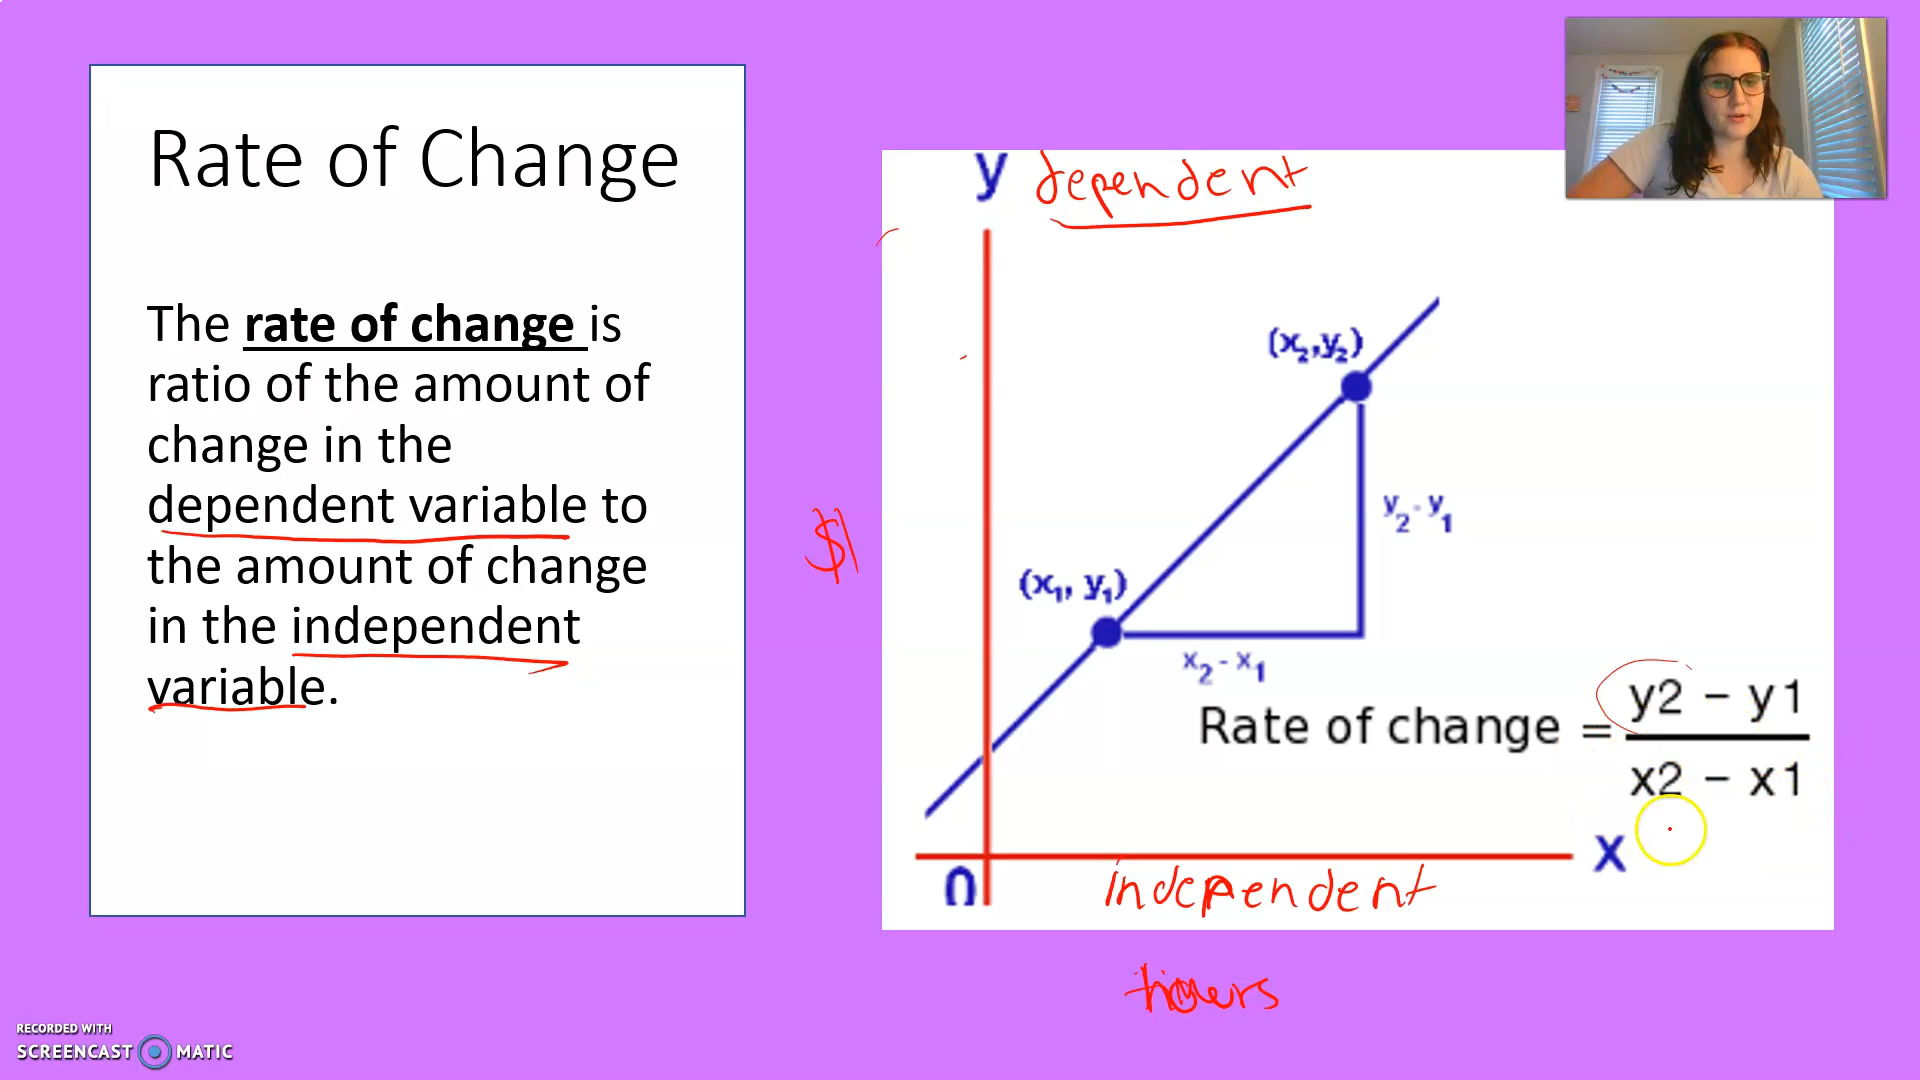 Rate of Change
The rate of change is
ratio of the amount of
change in the
dependent variable to
the amount of change
in the independent
variable.
y dependent
(x₂,y₂)
y₂ - y₁
$
(x₁, y₁)
x₂ - x₁
Rate of change = y2 – y1
x2 – x1
x
0
independent
hours
RECORDED WITH
SCREENCAST MATIC